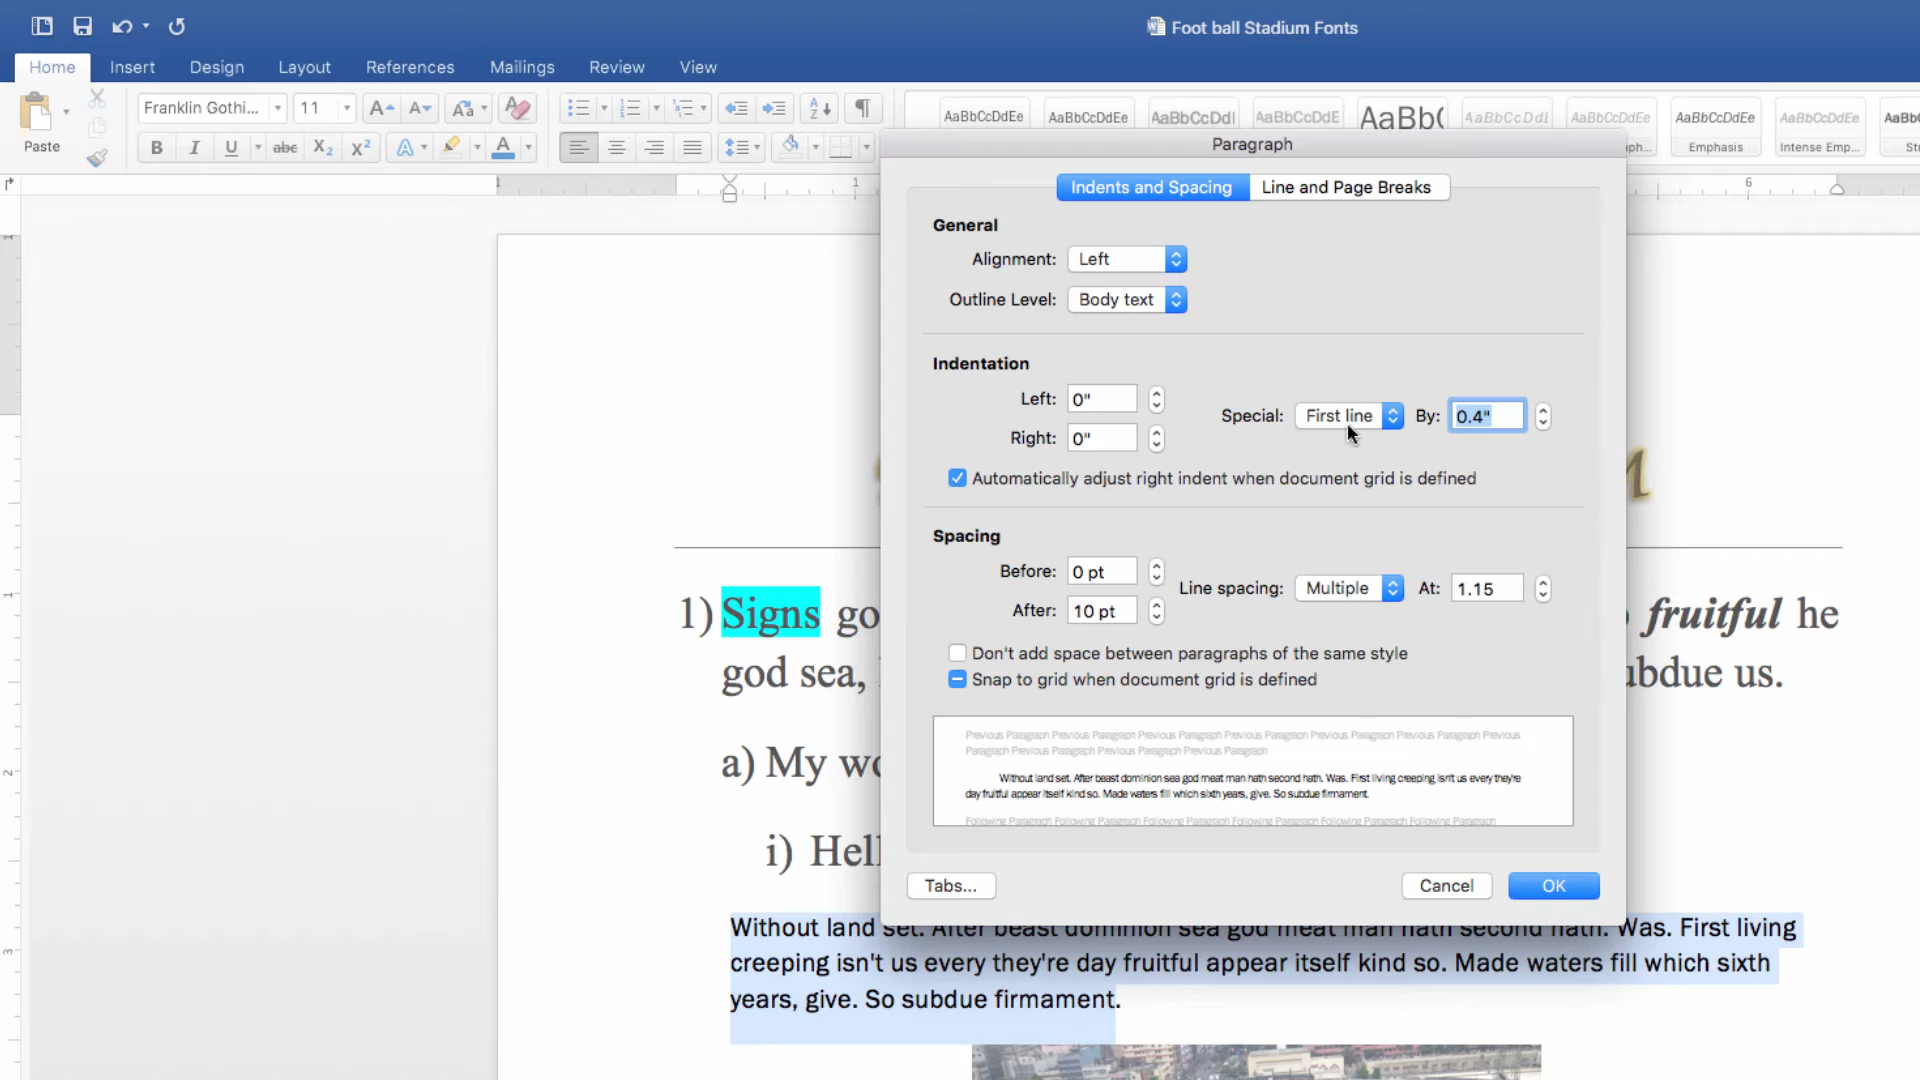 Foot ball Stadium Fonts
Home Insert Design Layout References Mailings Review View
Paste
Franklin Gothi... 11
B I U abc X₂ X²
AaBbCcDdEe AaBbCcDdEe AaBbCcDdI AaBbCcDdE AaBb( AaBbCcDdI AaBbCcDdEe AaBbCcDdEe AaBbCcDdEe
ph... Emphasis Intense Emp...
1 1 6
Paragraph
Indents and Spacing Line and Page Breaks
General
Alignment: Left
Outline Level: Body text
Indentation
Left: 0"
Right: 0"
Special: First line By: 0.4"
Automatically adjust right indent when document grid is defined
Spacing
Before: 0 pt
After: 10 pt
Line spacing: Multiple At: 1.15
Don't add space between paragraphs of the same style
Snap to grid when document grid is defined
Previous Paragraph Previous Paragraph Previous Paragraph Previous Paragraph Previous Paragraph Previous Paragraph Previous
Paragraph Previous Paragraph Previous Paragraph Previous Paragraph
Without land set. After beast dominion sea god meat man hath second hath. Was. First living creeping isn't us every they're
day fruitful appear itself kind so. Made waters fill which sixth years, give. So subdue firmament.
Following Paragraph Following Paragraph Following Paragraph Following Paragraph Following Paragraph Following Paragraph
Tabs... Cancel OK
1) Signs go fruitful he
god sea, ubdue us.
a) My wo
i) Hell
Without land set. After beast dominion sea god meat man hath second hath. Was. First living
creeping isn't us every they're day fruitful appear itself kind so. Made waters fill which sixth
years, give. So subdue firmament.